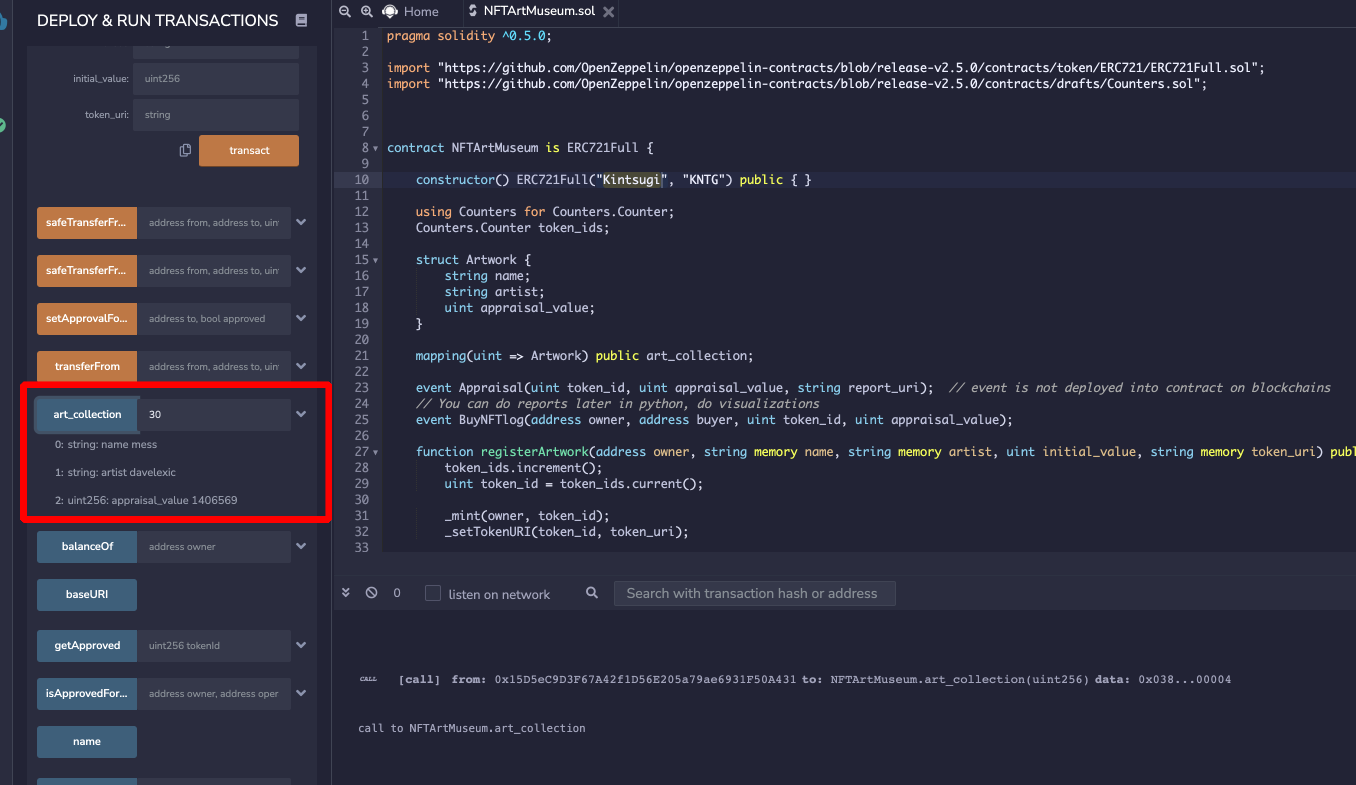 DEPLOY & RUN TRANSACTIONS
initial_value: uint256
token_uri: string
transact
safeTransferFr... address from, address to, uin
safeTransferFr... address from, address to, uin
setApprovalFo... address to, bool approved
transferFrom address from, address to, uin
art_collection 30
0: string: name mess
1: string: artist davelexic
2: uint256: appraisal_value 1406569
balanceOf address owner
baseURI
getApproved uint256 tokenId
isApprovedFor... address owner, address oper
name
Home NFTArtMuseum.sol
1 pragma solidity ^0.5.0;
2
3 import "https://github.com/OpenZeppelin/openzeppelin-contracts/blob/release-v2.5.0/contracts/token/ERC721/ERC721Full.sol";
4 import "https://github.com/OpenZeppelin/openzeppelin-contracts/blob/release-v2.5.0/contracts/drafts/Counters.sol";
5
6
7
8 contract NFTArtMuseum is ERC721Full {
9
10 constructor() ERC721Full("Kintsugi", "KNTG") public { }
11
12 using Counters for Counters.Counter;
13 Counters.Counter token_ids;
14
15 struct Artwork {
16 string name;
17 string artist;
18 uint appraisal_value;
19 }
20
21 mapping(uint => Artwork) public art_collection;
22
23 event Appraisal(uint token_id, uint appraisal_value, string report_uri); // event is not deployed into contract on blockchains
24 // You can do reports later in python, do visualizations
25 event BuyNFTlog(address owner, address buyer, uint token_id, uint appraisal_value);
26
27 function registerArtwork(address owner, string memory name, string memory artist, uint initial_value, string memory token_uri) publ
28 token_ids.increment();
29 uint token_id = token_ids.current();
30
31 _mint(owner, token_id);
32 _setTokenURI(token_id, token_uri);
33
0 listen on network Search with transaction hash or address
CALL [call] from: 0x15D5eC9D3F67A42f1D56E205a79ae6931F50A431 to: NFTArtMuseum.art_collection(uint256) data: 0x038...00004
call to NFTArtMuseum.art_collection